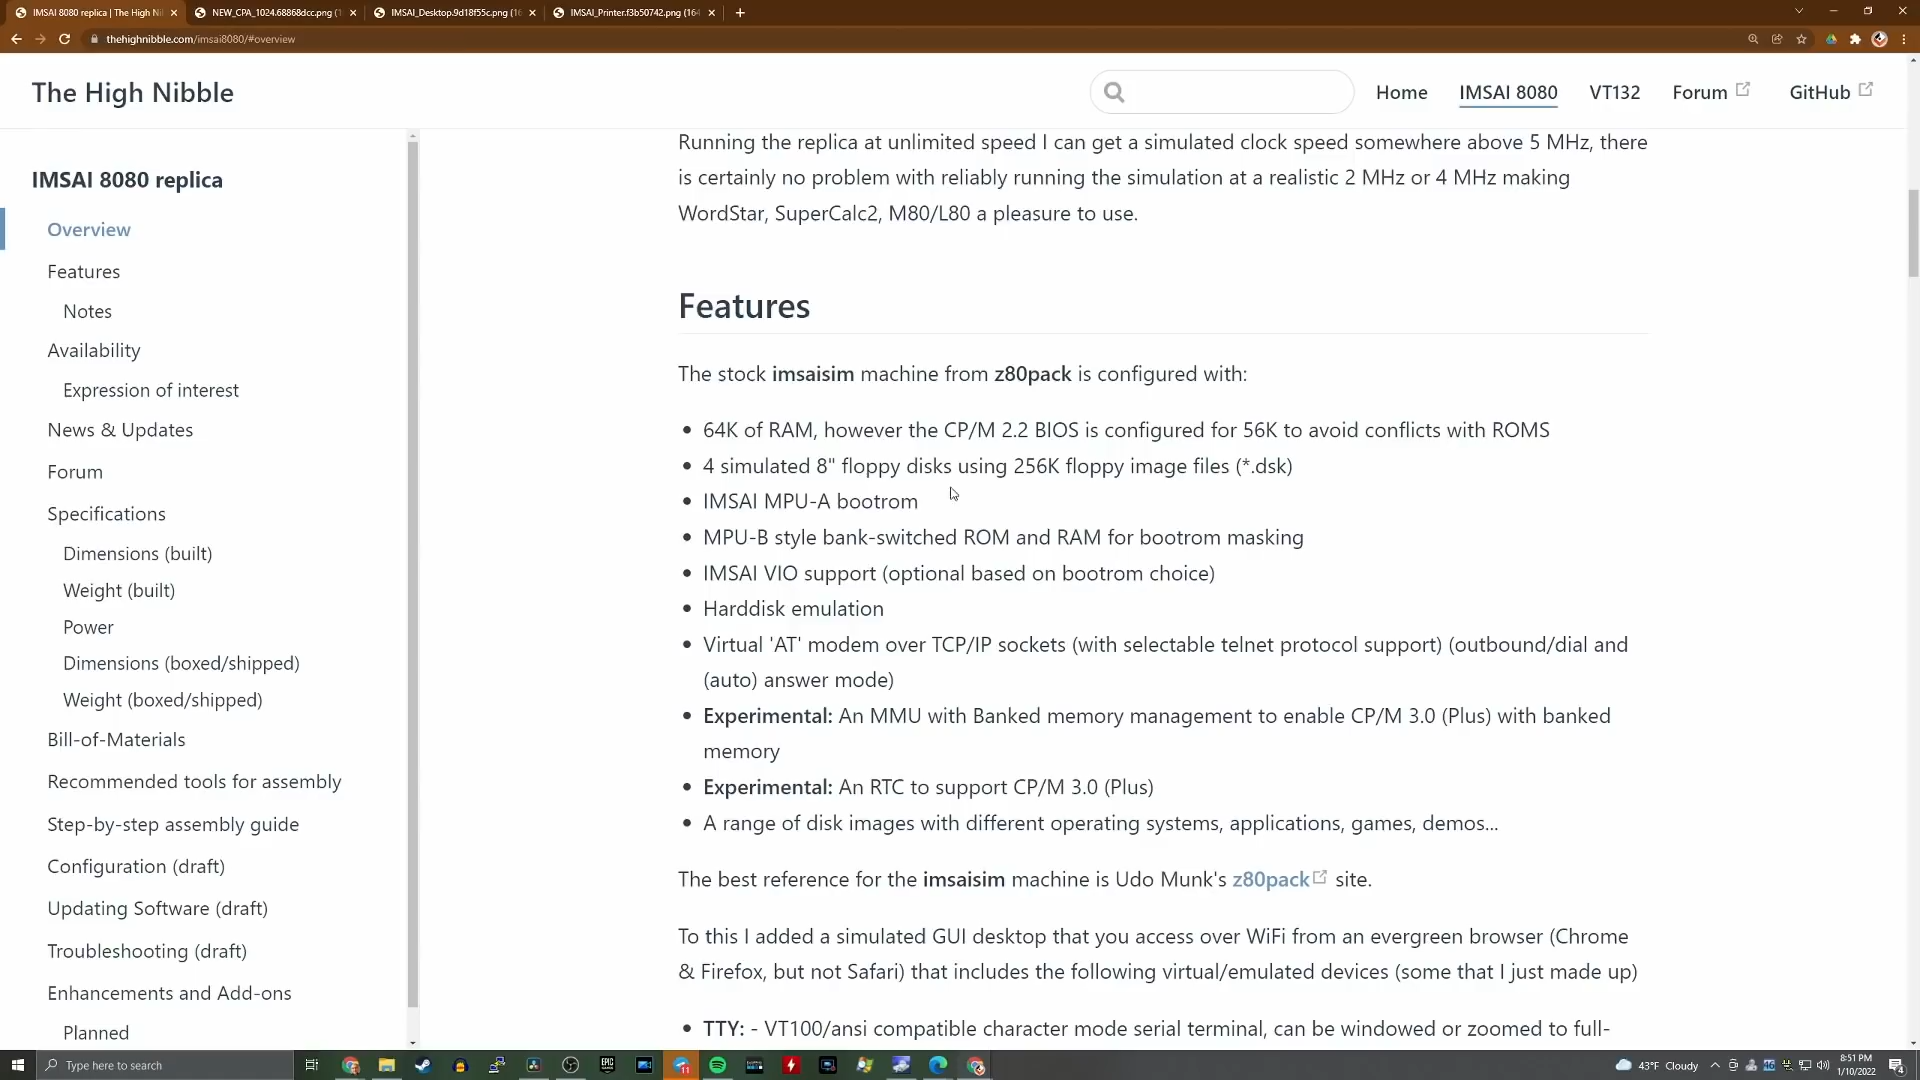 IMSAI 8080 replica | The High Ni
NEW_CPA_1024.68868dcc.png (1
IMSAI_Desktop.9d18f55c.png (16
IMSAI_Printer.f3b50742.png (164
thehighnibble.com/imsai8080/#overview
The High Nibble
Home
IMSAI 8080
VT132
Forum
GitHub
IMSAI 8080 replica
Overview
Features
Notes
Availability
Expression of interest
News & Updates
Forum
Specifications
Dimensions (built)
Weight (built)
Power
Dimensions (boxed/shipped)
Weight (boxed/shipped)
Bill-of-Materials
Recommended tools for assembly
Step-by-step assembly guide
Configuration (draft)
Updating Software (draft)
Troubleshooting (draft)
Enhancements and Add-ons
Planned
Running the replica at unlimited speed I can get a simulated clock speed somewhere above 5 MHz, there
is certainly no problem with reliably running the simulation at a realistic 2 MHz or 4 MHz making
WordStar, SuperCalc2, M80/L80 a pleasure to use.
Features
The stock imsaisim machine from z80pack is configured with:
• 64K of RAM, however the CP/M 2.2 BIOS is configured for 56K to avoid conflicts with ROMS
• 4 simulated 8" floppy disks using 256K floppy image files (*.dsk)
• IMSAI MPU-A bootrom
• MPU-B style bank-switched ROM and RAM for bootrom masking
• IMSAI VIO support (optional based on bootrom choice)
• Harddisk emulation
• Virtual 'AT' modem over TCP/IP sockets (with selectable telnet protocol support) (outbound/dial and
(auto) answer mode)
• Experimental: An MMU with Banked memory management to enable CP/M 3.0 (Plus) with banked
memory
• Experimental: An RTC to support CP/M 3.0 (Plus)
• A range of disk images with different operating systems, applications, games, demos...
The best reference for the imsaisim machine is Udo Munk's z80pack site.
To this I added a simulated GUI desktop that you access over WiFi from an evergreen browser (Chrome
& Firefox, but not Safari) that includes the following virtual/emulated devices (some that I just made up)
• TTY: - VT100/ansi compatible character mode serial terminal, can be windowed or zoomed to full-
Type here to search
43°F Cloudy
8:51 PM
1/10/2022